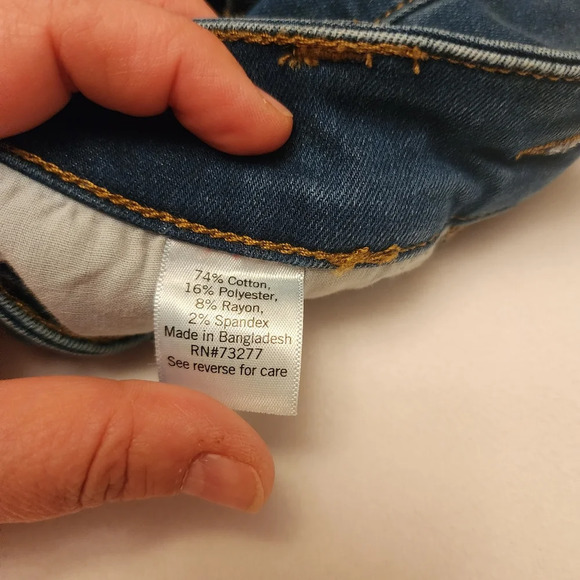 74% Cotton,
16% Polyester,
8% Rayon,
2% Spandex
Made in Bangladesh
RN#73277
See reverse for care